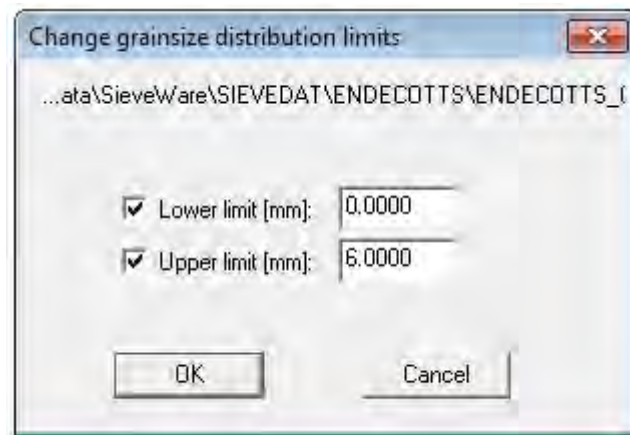 Change grainsize distribution limits
...ata\SieveWare\SIEVEDAT\ENDECOTTS\ENDECOTTS_(
Lower limit [mm]: 0.0000
Upper limit [mm]: 6.0000
OK Cancel